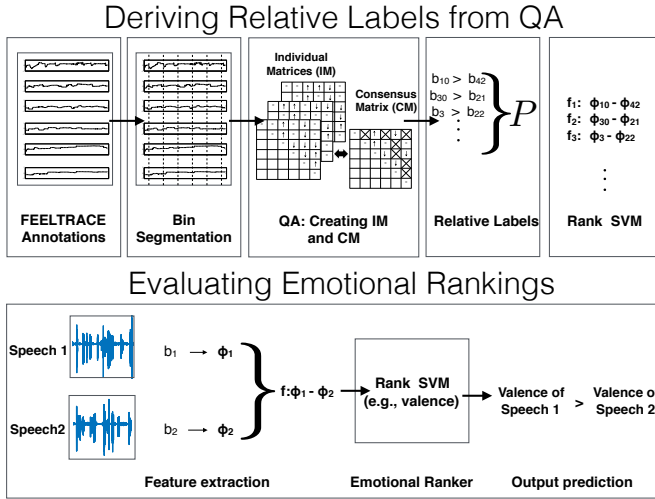 Deriving Relative Labels from QA
FEELTRACE
Annotations
Bin
Segmentation
Individual
Matrices (IM)
Consensus
Matrix (CM)
QA: Creating IM
and CM
b10 > b42
b30 > b21
b3 > b22
P
Relative Labels
f1: ϕ10 - ϕ42
f2: ϕ30 - ϕ21
f3: ϕ3 - ϕ22
Rank SVM
Evaluating Emotional Rankings
Speech 1
b1 → ϕ1
Speech2
b2 → ϕ2
f:ϕ1 - ϕ2
Rank SVM
(e.g., valence)
Valence of
Speech 1
>
Valence of
Speech 2
Feature extraction
Emotional Ranker
Output prediction